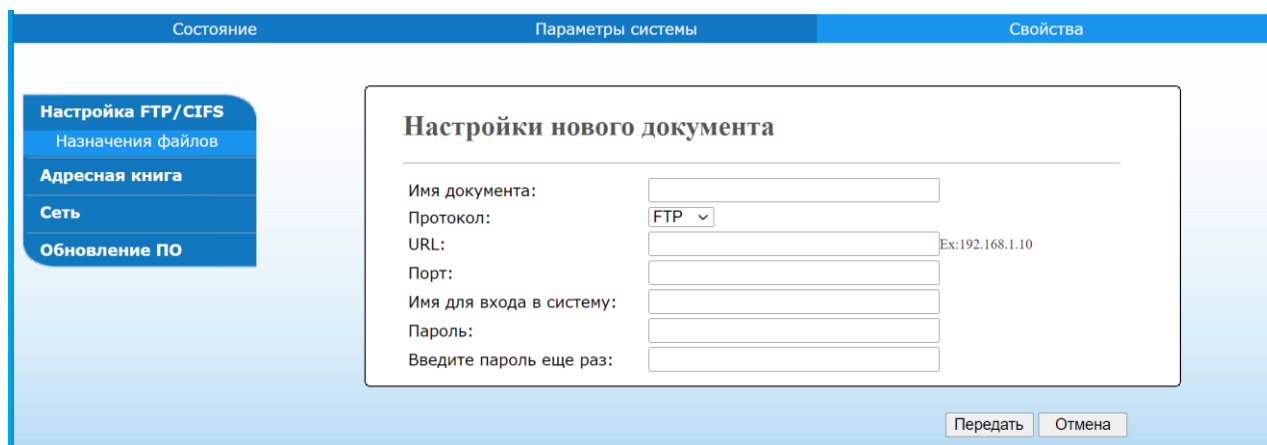 Состояние Параметры системы Свойства
Настройка FTP/CIFS
Назначения файлов
Адресная книга
Сеть
Обновление ПО
Настройки нового документа
Имя документа:
Протокол: FTP
URL: Ex:192.168.1.10
Порт:
Имя для входа в систему:
Пароль:
Введите пароль еще раз:
Передать Отмена